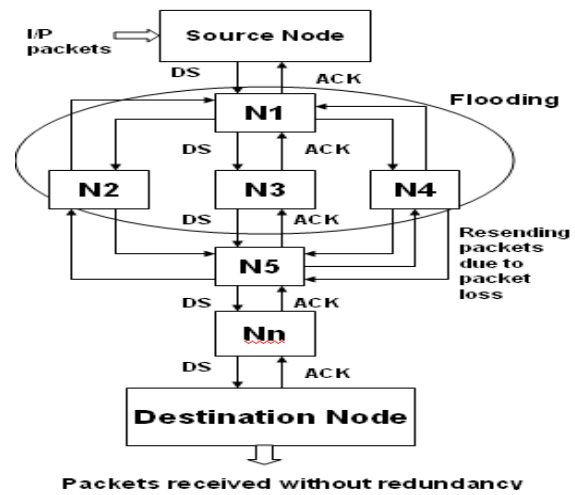 I/P
packets
Source Node
DS
ACK
Flooding
N1
DS
ACK
N2
N3
N4
DS
ACK
Resending
packets
due to
packet
loss
N5
DS
ACK
Nn
DS
ACK
Destination Node
Packets received without redundancy